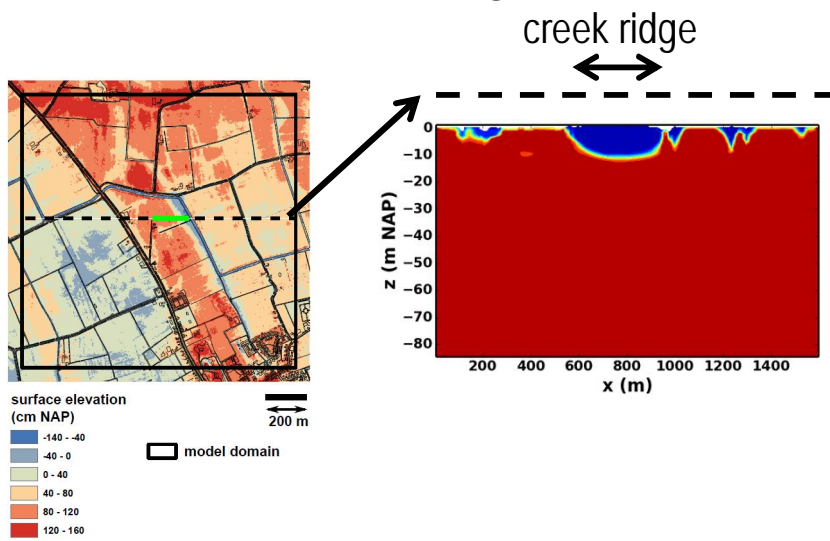 creek ridge
0
−10
−20
−30
−40
−50
−60
−70
−80
z (m NAP)
200 400 600 800 1000 1200 1400
x (m)
surface elevation
(cm NAP)
-140 - -40
-40 - 0
0 - 40
40 - 80
80 - 120
120 - 160
200 m
model domain